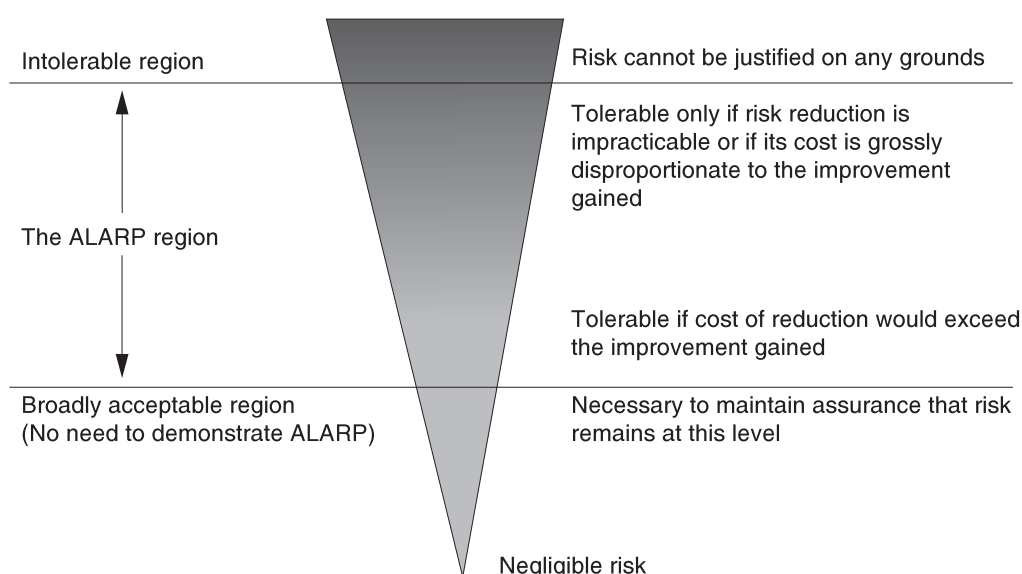 Intolerable region
Risk cannot be justified on any grounds
Tolerable only if risk reduction is
impracticable or if its cost is grossly
disproportionate to the improvement
gained
The ALARP region
Tolerable if cost of reduction would exceed
the improvement gained
Broadly acceptable region
(No need to demonstrate ALARP)
Necessary to maintain assurance that risk
remains at this level
Negligible risk